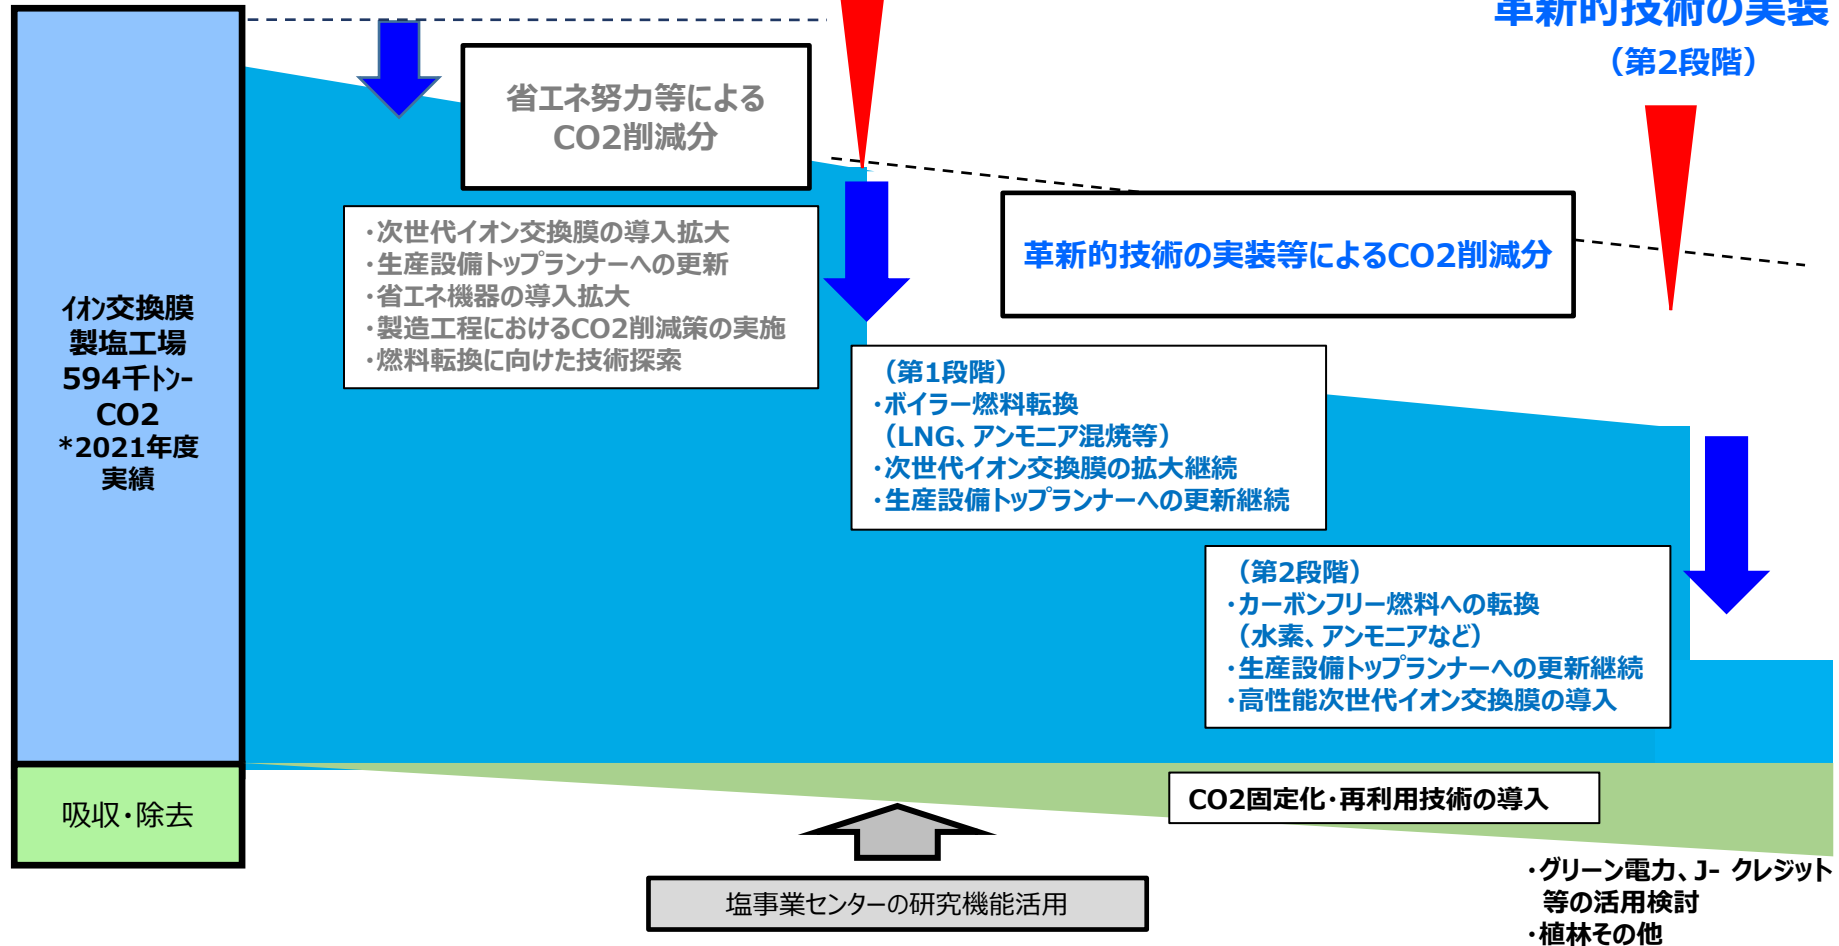 革新的技術の実装
（第2段階）
省エネ努力等による
CO2削減分
・次世代イオン交換膜の導入拡大
・生産設備トップランナーへの更新
・省エネ機器の導入拡大
・製造工程におけるCO2削減策の実施
・燃料転換に向けた技術探索
革新的技術の実装等によるCO2削減分
ｲｵﾝ交換膜
製塩工場
594千ﾄﾝ-
CO2
*2021年度
実績
（第1段階）
・ボイラー燃料転換
（LNG、アンモニア混焼等）
・次世代イオン交換膜の拡大継続
・生産設備トップランナーへの更新継続
（第2段階）
・カーボンフリー燃料への転換
（水素、アンモニアなど）
・生産設備トップランナーへの更新継続
・高性能次世代イオン交換膜の導入
吸収・除去
CO2固定化・再利用技術の導入
塩事業センターの研究機能活用
・グリーン電力、J- クレジット
等の活用検討
・植林その他